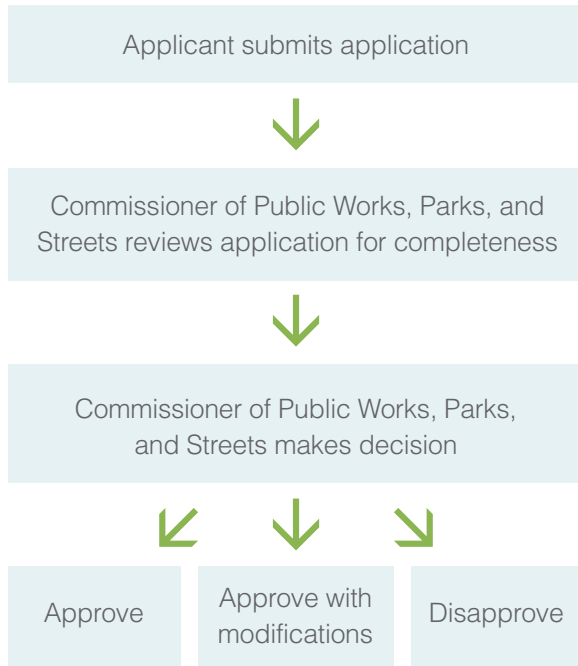 Applicant submits application
Commissioner of Public Works, Parks, and
Streets reviews application for completeness
Commissioner of Public Works, Parks,
and Streets makes decision
Approve
Approve with
modifications
Disapprove